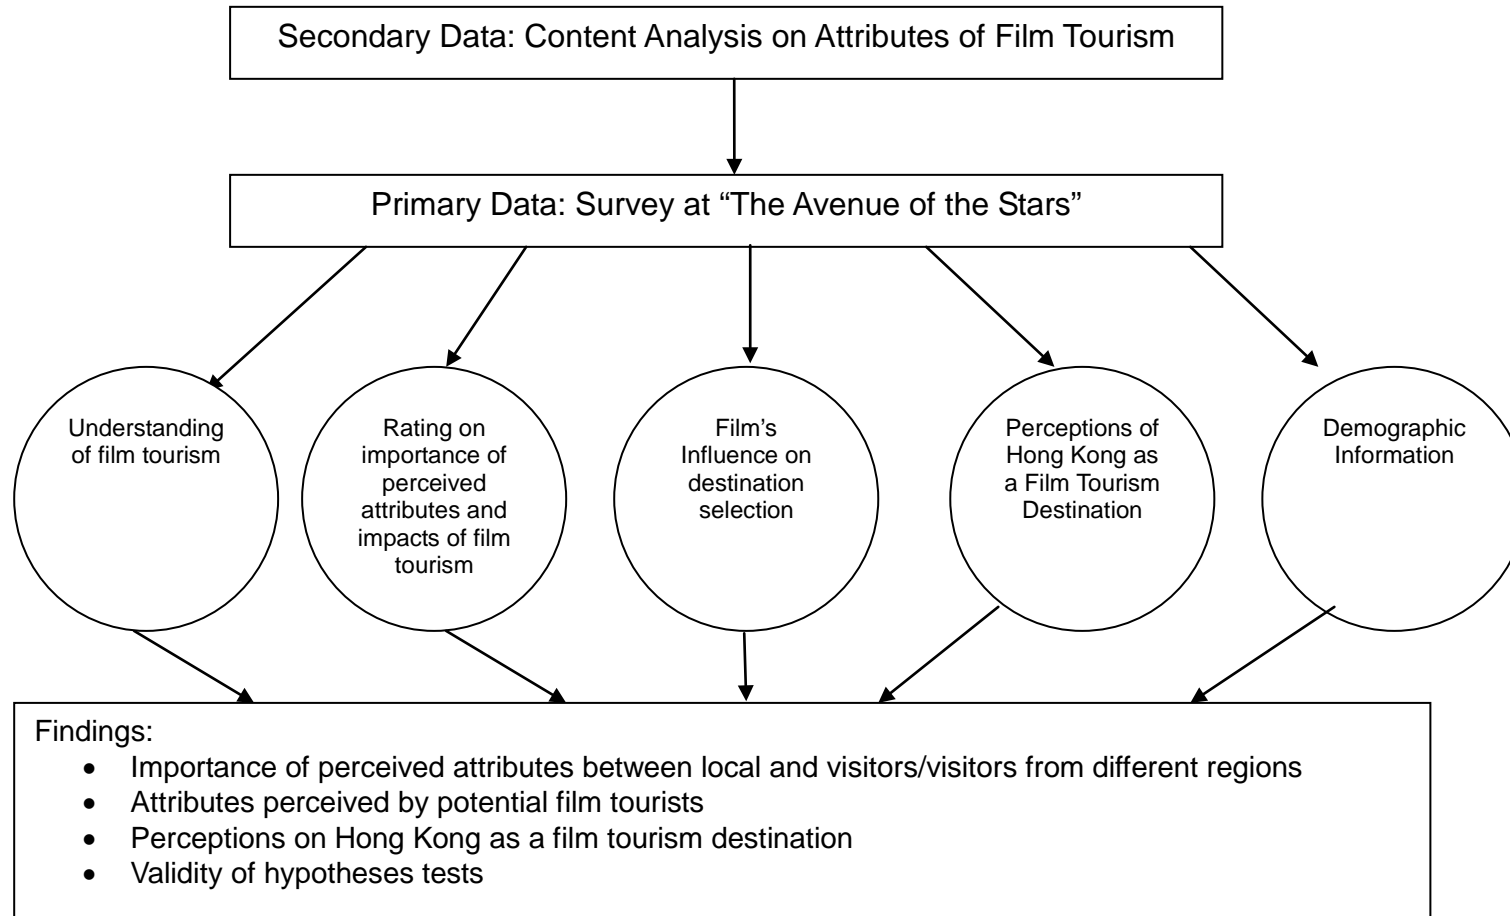 Secondary Data: Content Analysis on Attributes of Film Tourism
Primary Data: Survey at “The Avenue of the Stars”
Understanding
of film tourism
Rating on
importance of
perceived
attributes and
impacts of film
tourism
Film's
Influence on
destination
selection
Perceptions of
Hong Kong as
a Film Tourism
Destination
Demographic
Information
Findings:
• Importance of perceived attributes between local and visitors/visitors from different regions
• Attributes perceived by potential film tourists
• Perceptions on Hong Kong as a film tourism destination
• Validity of hypotheses tests